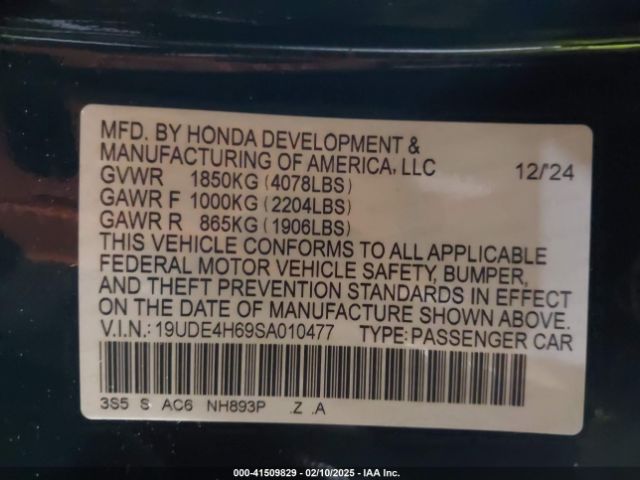 MFD. BY HONDA DEVELOPMENT &
MANUFACTURING OF AMERICA, LLC 12/24
GVWR 1850KG (4078LBS)
GAWR F 1000KG (2204LBS)
GAWR R 865KG (1906LBS)
THIS VEHICLE CONFORMS TO ALL APPLICABLE
FEDERAL MOTOR VEHICLE SAFETY, BUMPER,
AND THEFT PREVENTION STANDARDS IN EFFECT
ON THE DATE OF MANUFACTURE SHOWN ABOVE.
V.I.N.: 19UDE4H69SA010477 TYPE: PASSENGER CAR
3S5 S AC6 NH893P .Z .A
000-41509829 - 02/10/2025 - IAA Inc.